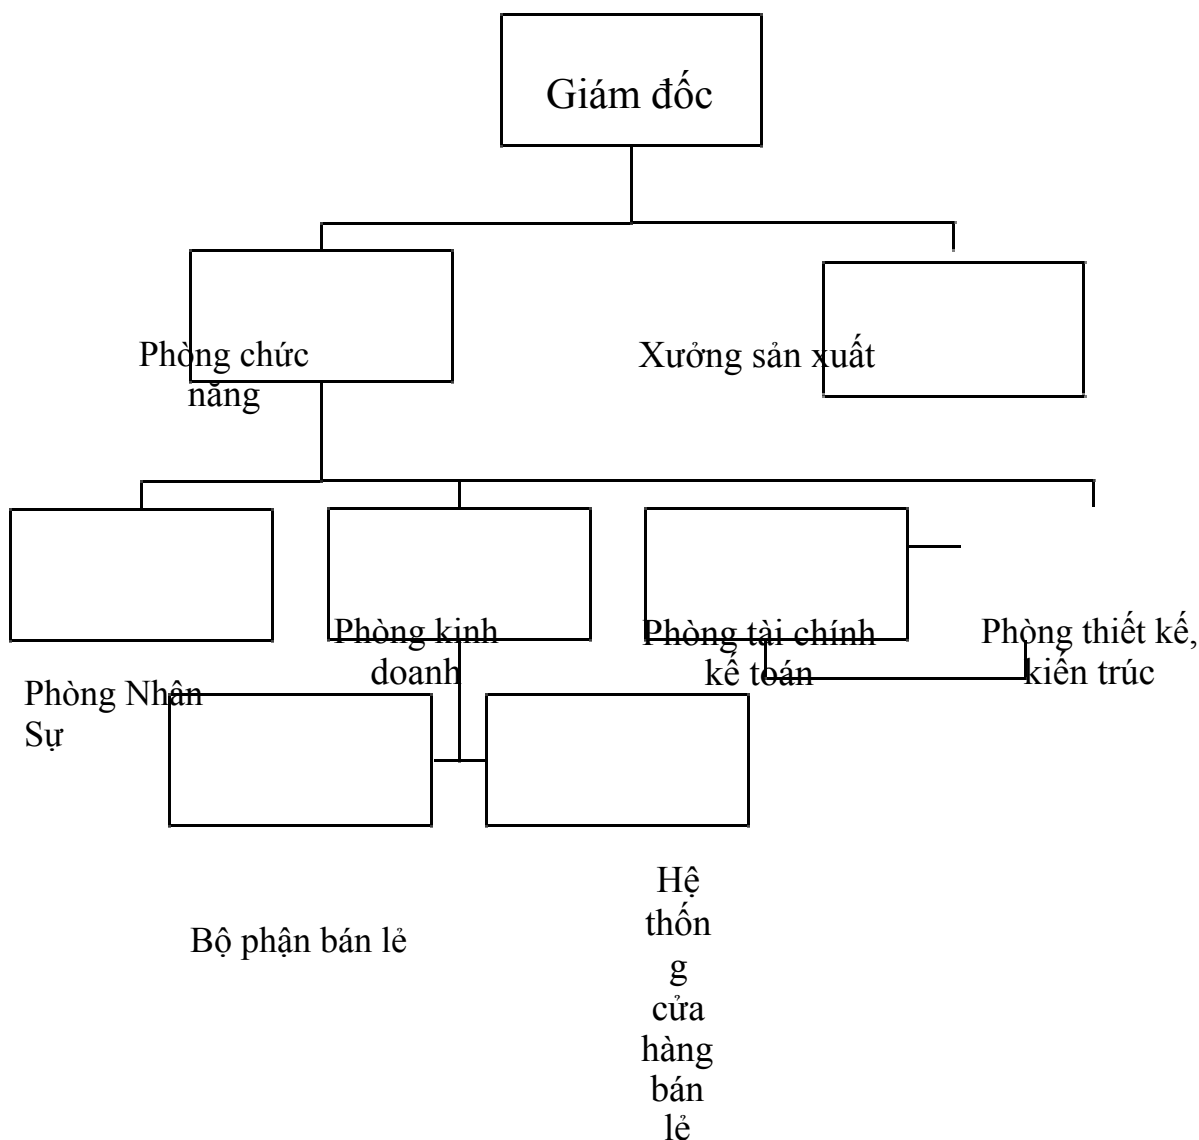 Giám đốc
Phòng chức
năng
Xưởng sản xuất
Phòng Nhân
Sự
Phòng kinh
doanh
Phòng tài chính
kế toán
Phòng thiết kế,
kiến trúc
Bộ phận bán lẻ
Hệ
thốn
g
cửa
hàng
bán
lẻ